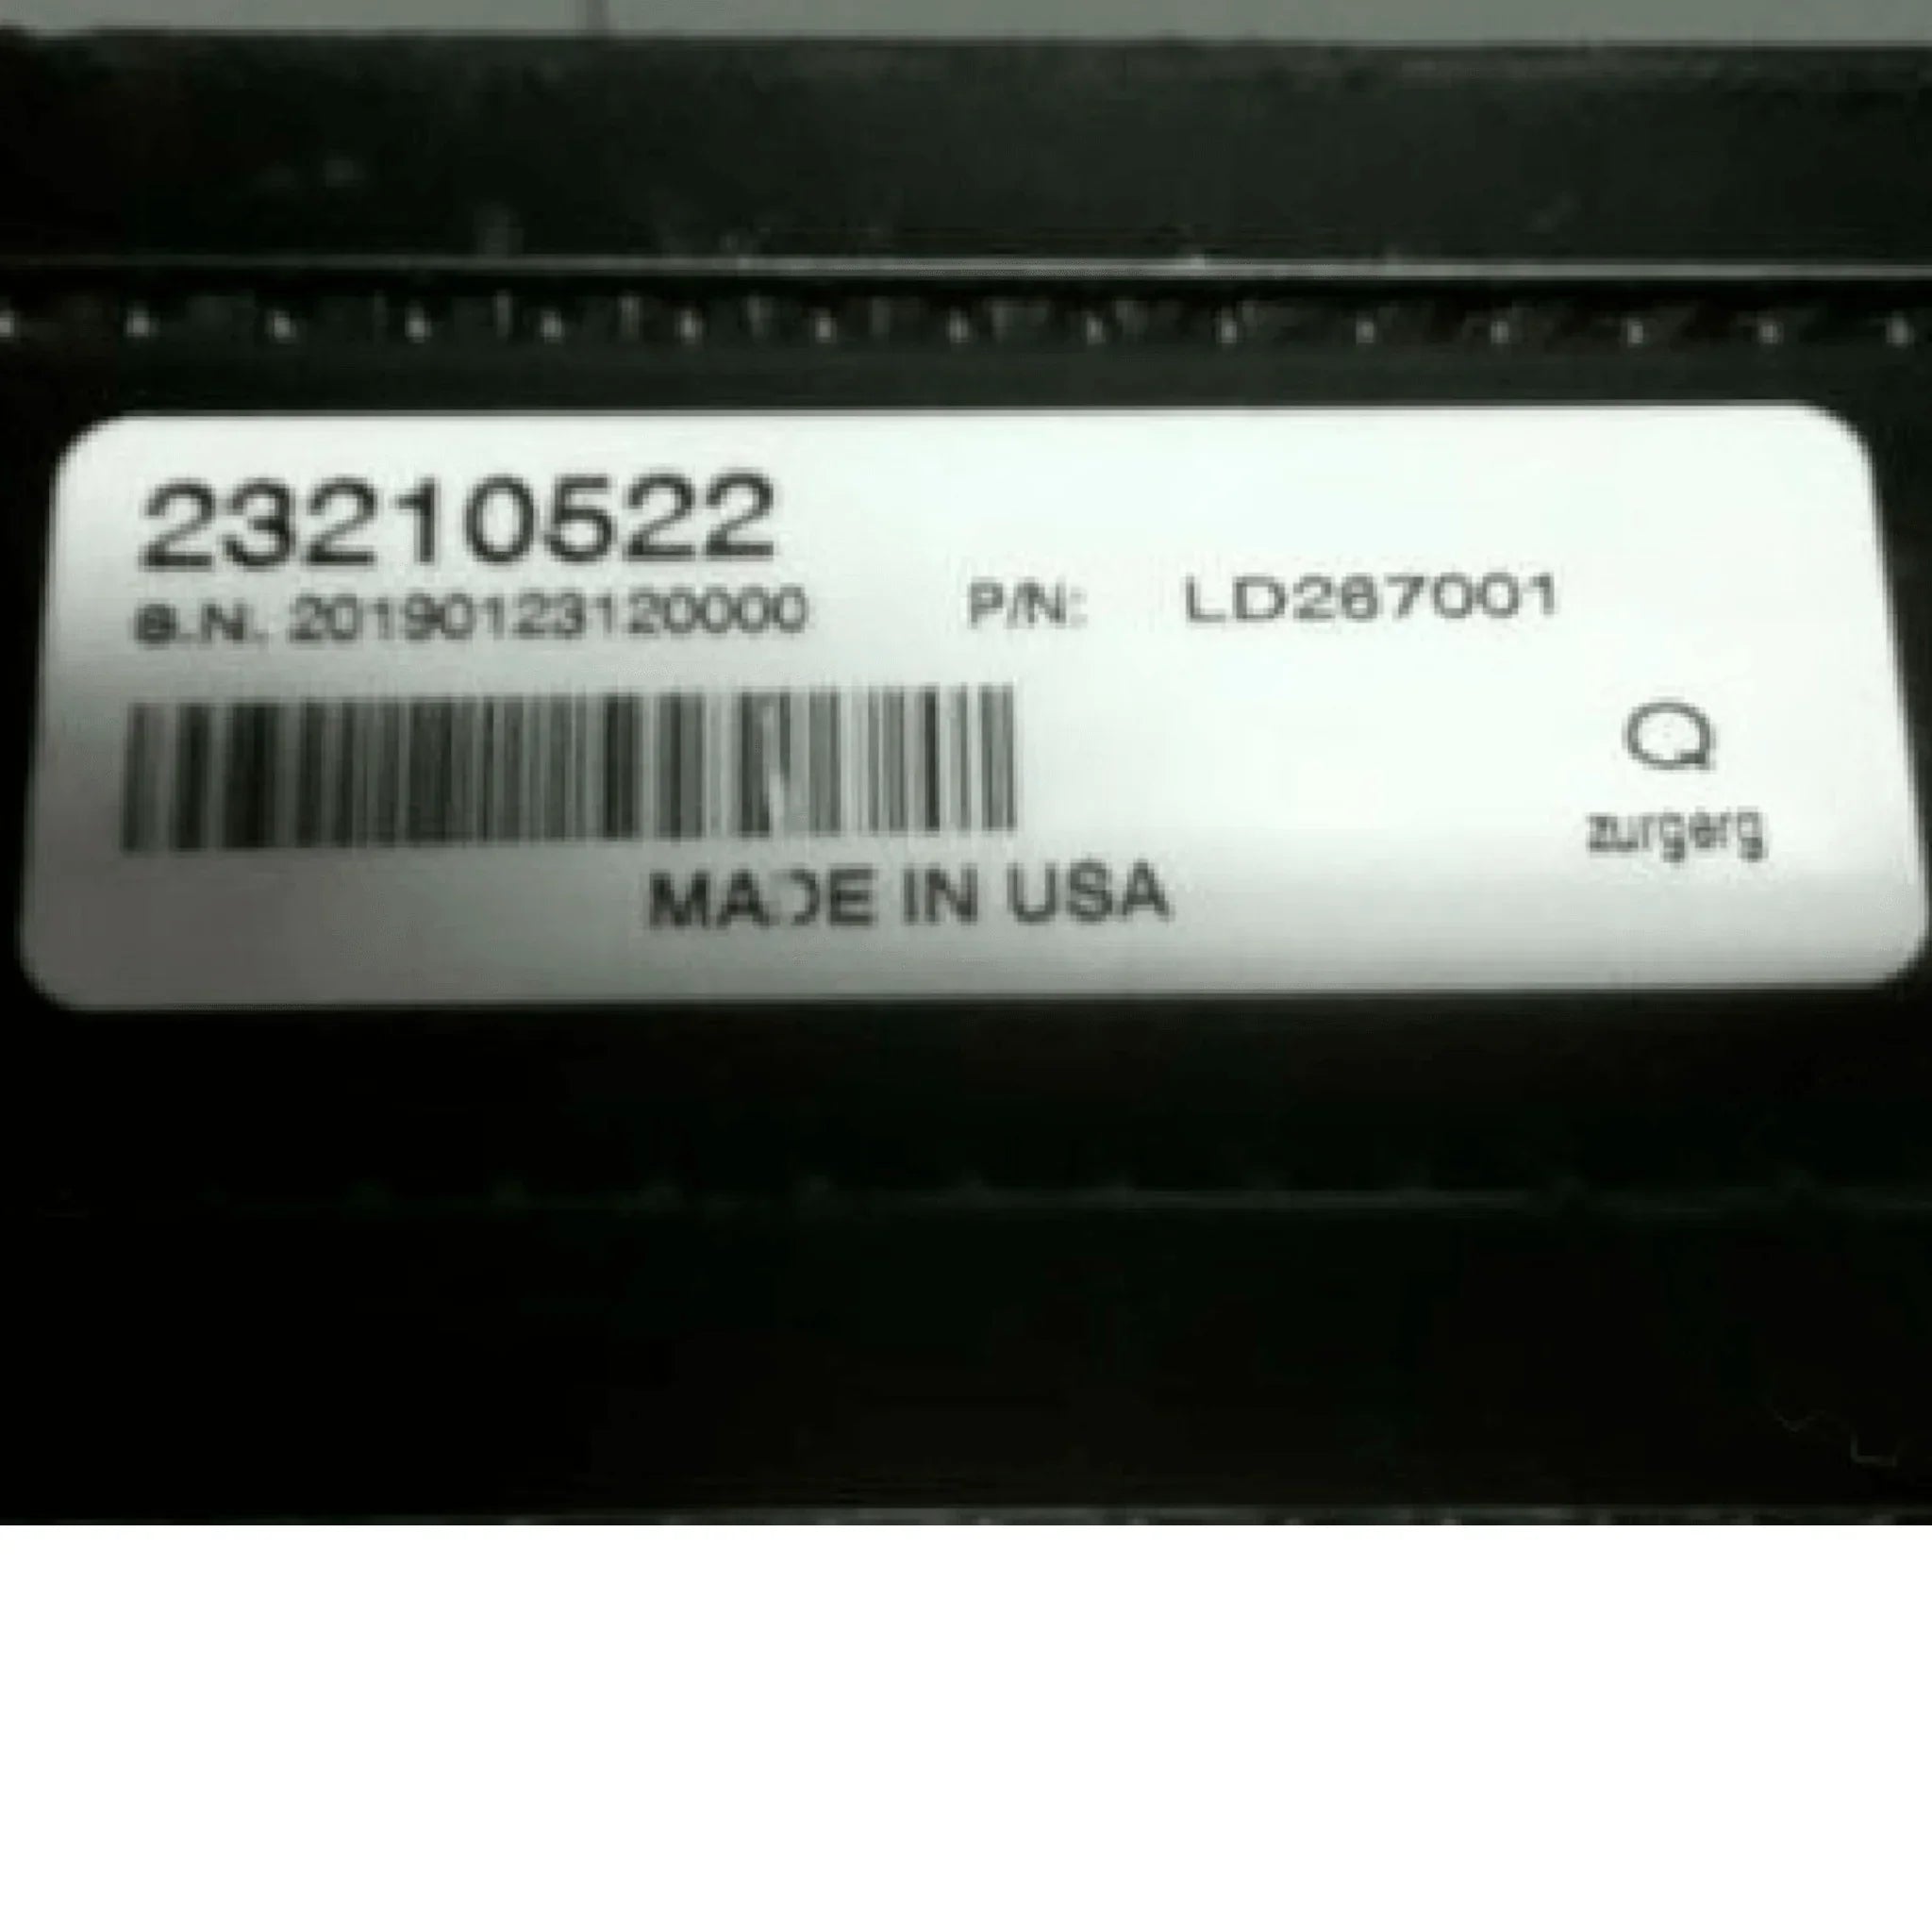 23210522
S.N. 20190123120000 P/N: LD267001
MADE IN USA
Q
zurgerg